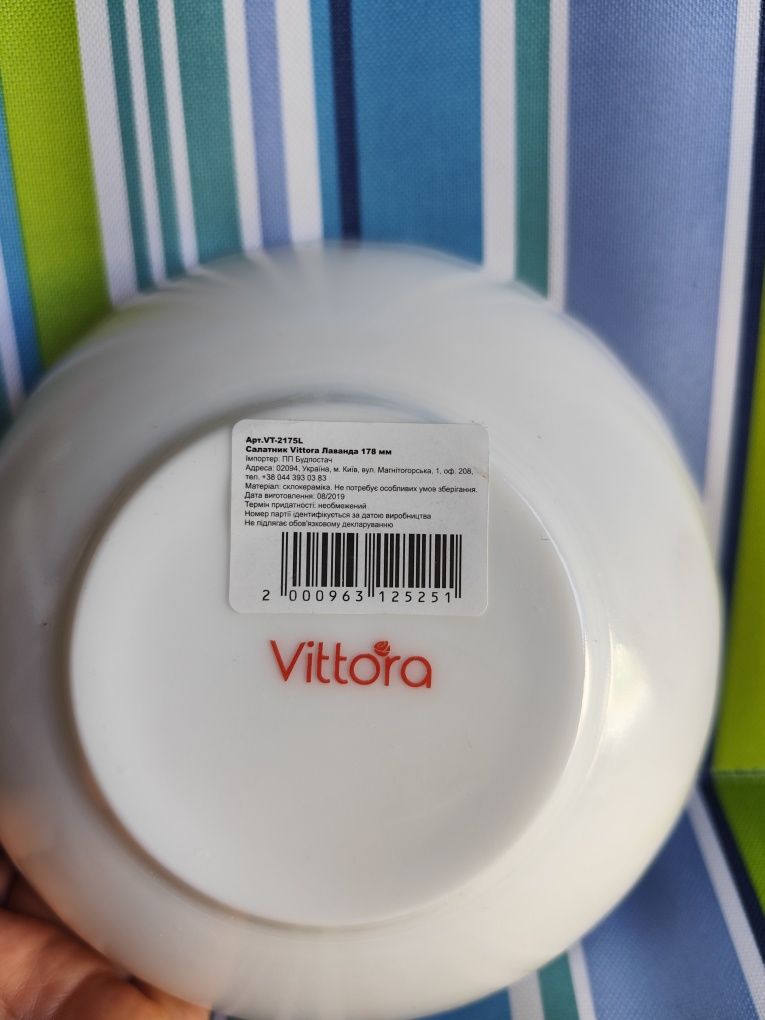 Арт.VT-2175L
Салатник Vittora Лаванда 178 мм
Імпортер: ПП Будпостач
Адреса: 02094, Україна, м. Київ, вул. Магнітогорська, 1, оф. 208,
тел. +38 044 393 03 83
Матеріал: склокераміка. Не потребує особливих умов зберігання.
Дата виготовлення: 08/2019
Термін придатності: необмежений
Номер партії ідентифікується за датою виробництва
Не підлягає обов'язковому декларуванню
2 000963 125251
Vittora